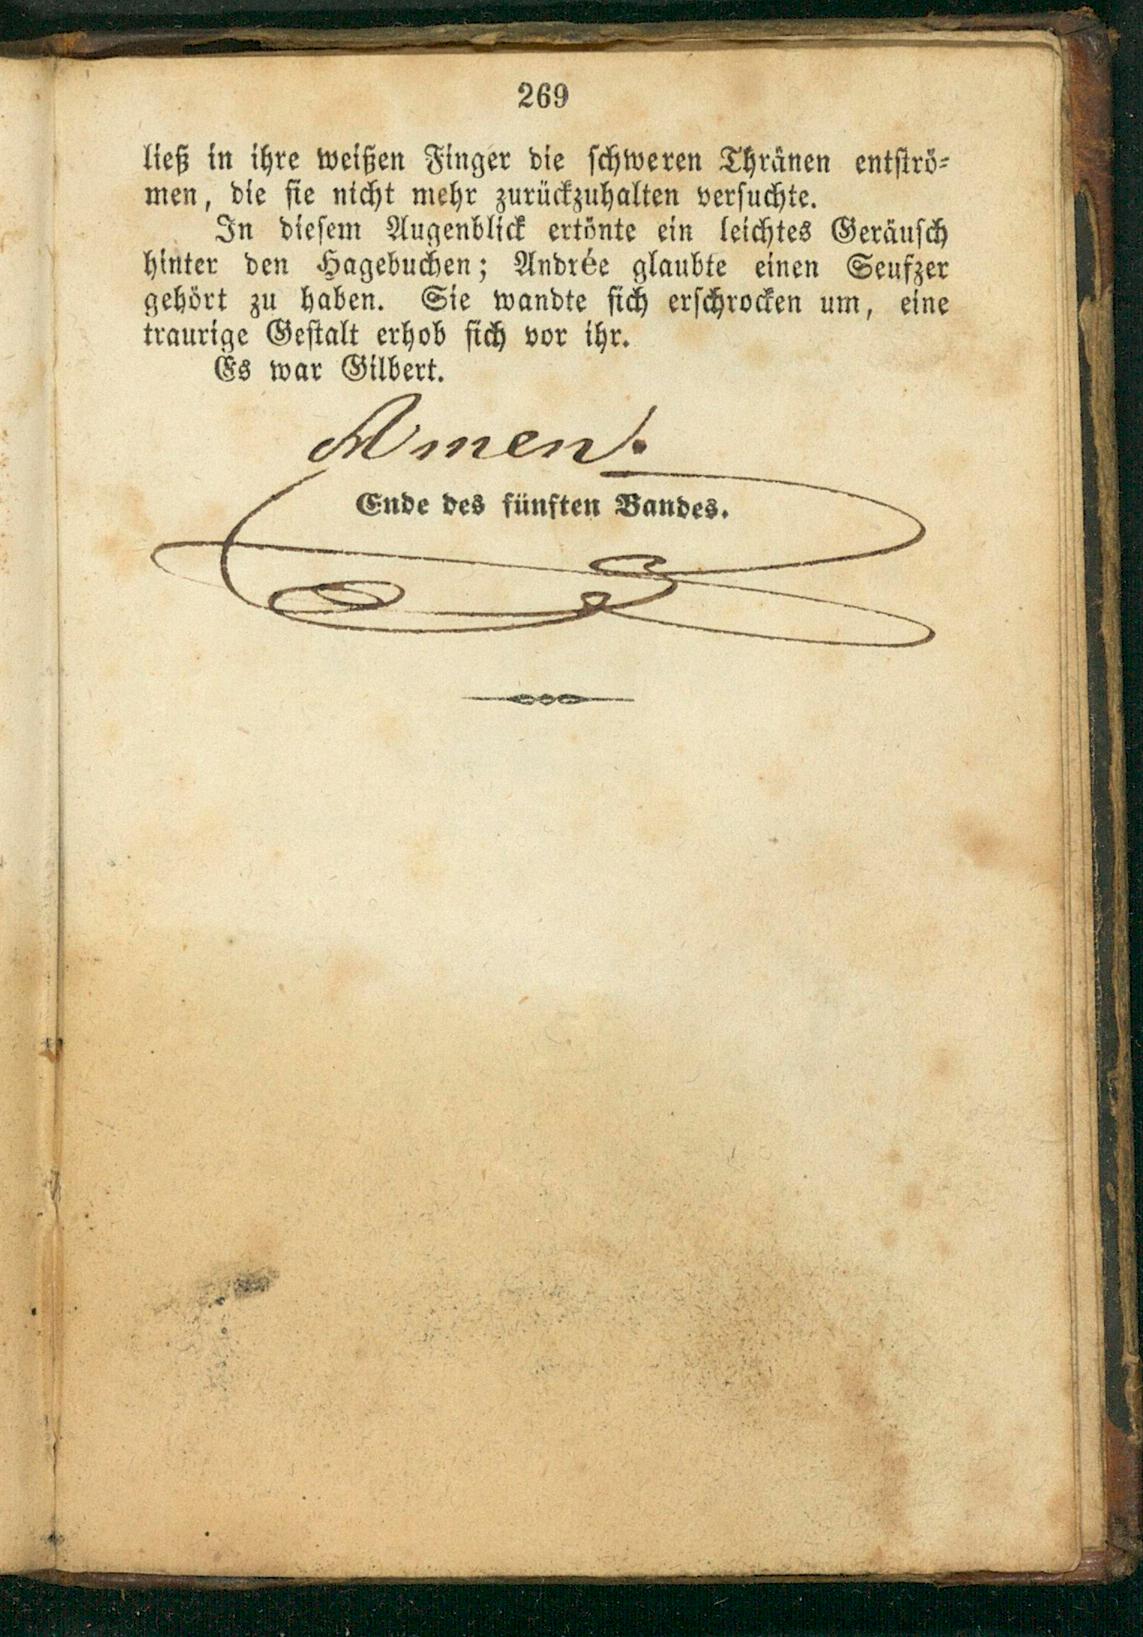 269
ließ in ihre weißen Finger die schweren Thränen entströ-
men, die sie nicht mehr zurückzuhalten versuchte.
In diesem Augenblick ertönte ein leichtes Geräusch
hinter den Hagebuchen; Andrée glaubte einen Seufzer
gehört zu haben. Sie wandte sich erschrocken um, eine
traurige Gestalt erhob sich vor ihr.
Es war Gilbert.
Amen.
Ende des fünften Bandes.